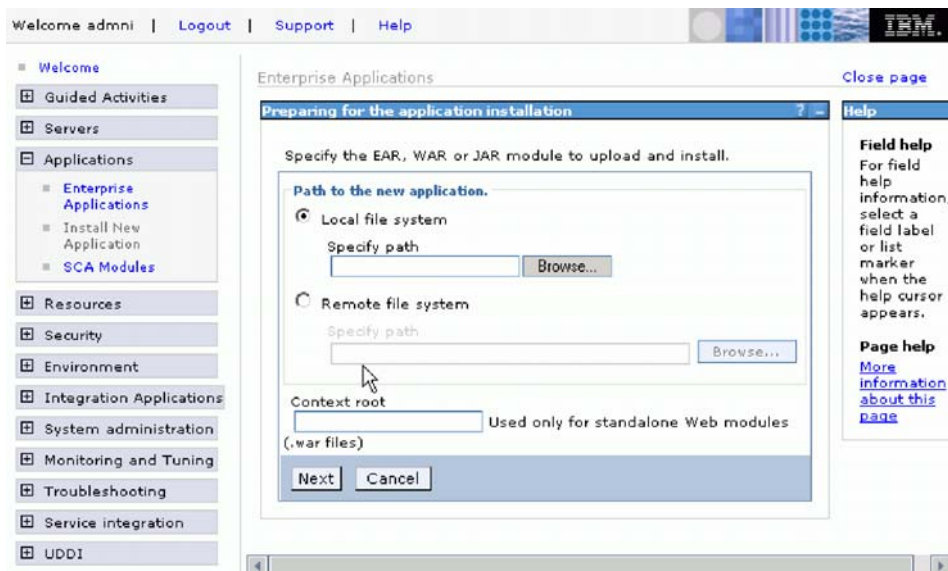 Welcome admni | Logout | Support | Help
IBM.
Welcome
Guided Activities
Servers
Applications
Enterprise
Applications
Install New
Application
SCA Modules
Resources
Security
Environment
Integration Applications
System administration
Monitoring and Tuning
Troubleshooting
Service integration
UDDI
Enterprise Applications
Close page
Preparing for the application installation ? –
Specify the EAR, WAR or JAR module to upload and install.
Path to the new application.
Local file system
Specify path
Browse...
Remote file system
Specify path
Browse...
Context root
Used only for standalone Web modules
(.war files)
Next Cancel
Help
Field help
For field
help
information,
select a
field label
or list
marker
when the
help cursor
appears.
Page help
More
information
about this
page